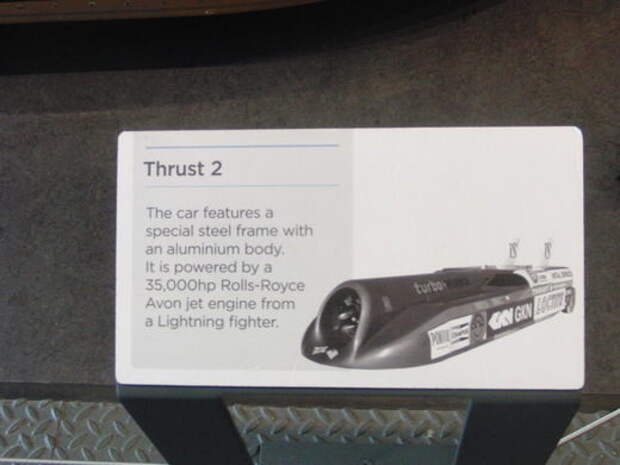 Thrust 2
The car features a
special steel frame with
an aluminium body.
It is powered by a
35,000hp Rolls-Royce
Avon jet engine from
a Lightning fighter.
turbo
GKN
LOCTITE